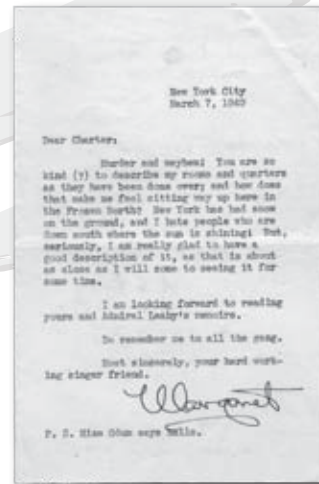 New York City
March 7, 1949
Dear Charter:
Murder and mayhem! You are so
kind (?) to describe my rooms and quarters
as they have been done over; and how does
that make me feel sitting way up here in
the Frozen North? New York has had snow
on the ground, and I hate people who are
down south where the sun is shining! But,
seriously, I am really glad to have a
good description of it, as that is about
as close as I will come to seeing it for
some time.
I am looking forward to reading
yours and Admiral Leahy's memoirs.
Do remember me to all the gang.
Most sincerely, your hard work-
ing singer friend.
Margaret
P. S. Miss Odum says hello.